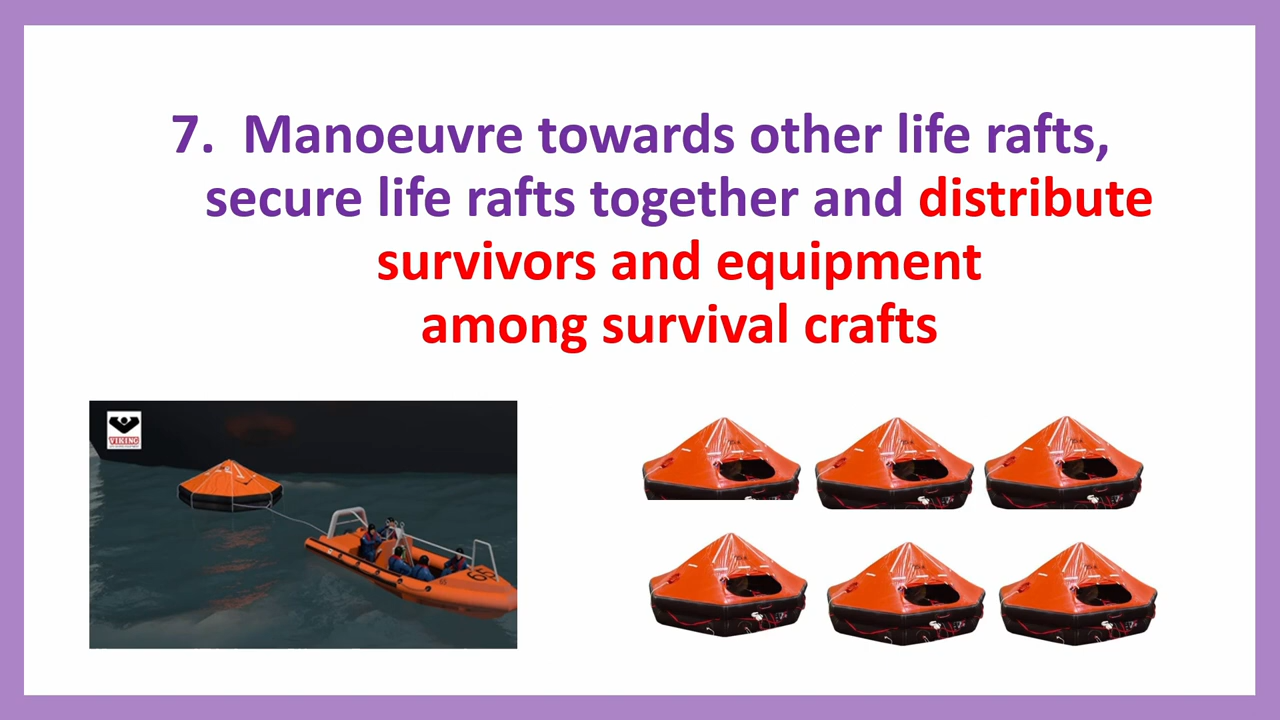 7. Manoeuvre towards other life rafts,
secure life rafts together and distribute
survivors and equipment
among survival crafts
VIKING